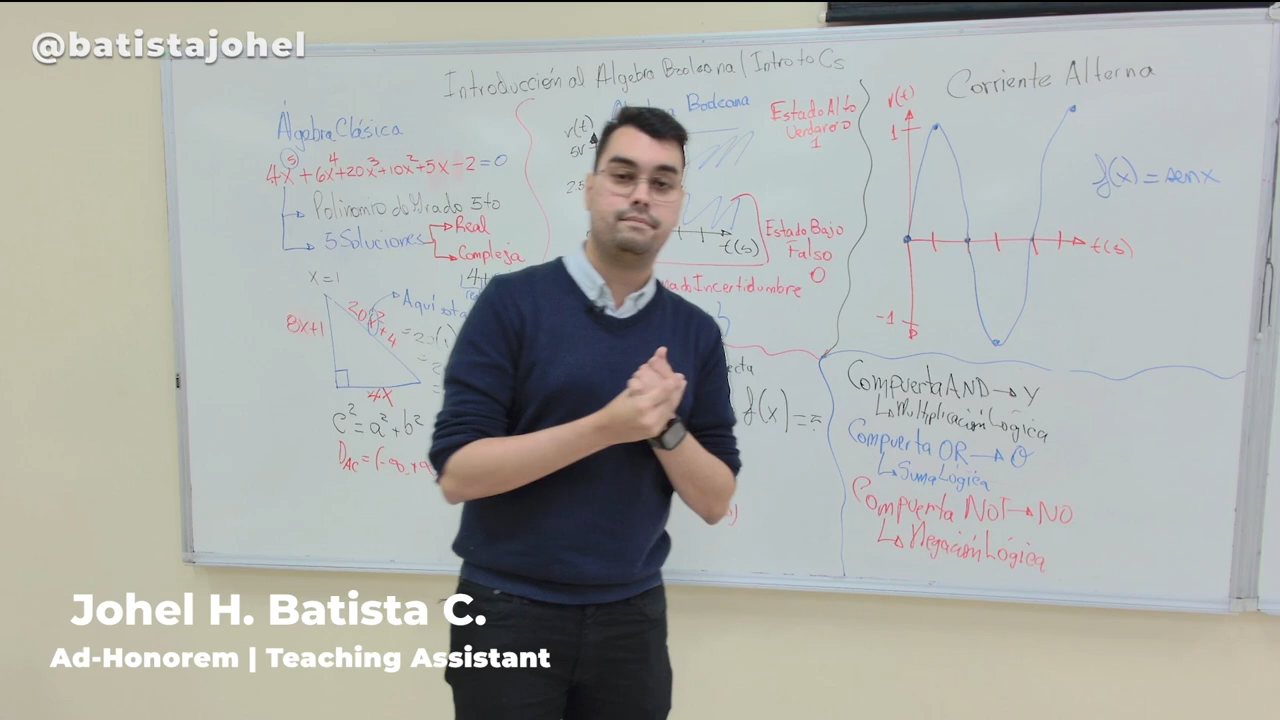 @batistajohel
Introducción al Álgebra Booleana / Intro to Cs
Álgebra Clásica
4x⁵+6x⁴+20x³+10x²+5x-2=0
Polinomio de Grado 5to
5 Soluciones
Real
Compleja
x=1
8x+1
4x
Aquí
c²=a²+b²
v(t)
5V
Booleana
Estado Alto
Verdadero
1
t(s)
Estado Bajo
Falso
0
Incertidumbre
f(x)=
Corriente Alterna
v(t)
1
-1
t(s)
f(x)=senx
Compuerta AND→Y
Multiplicación Lógica
Compuerta OR→O
Suma Lógica
Compuerta NOT→NO
Negación Lógica
Johel H. Batista C.
Ad-Honorem | Teaching Assistant